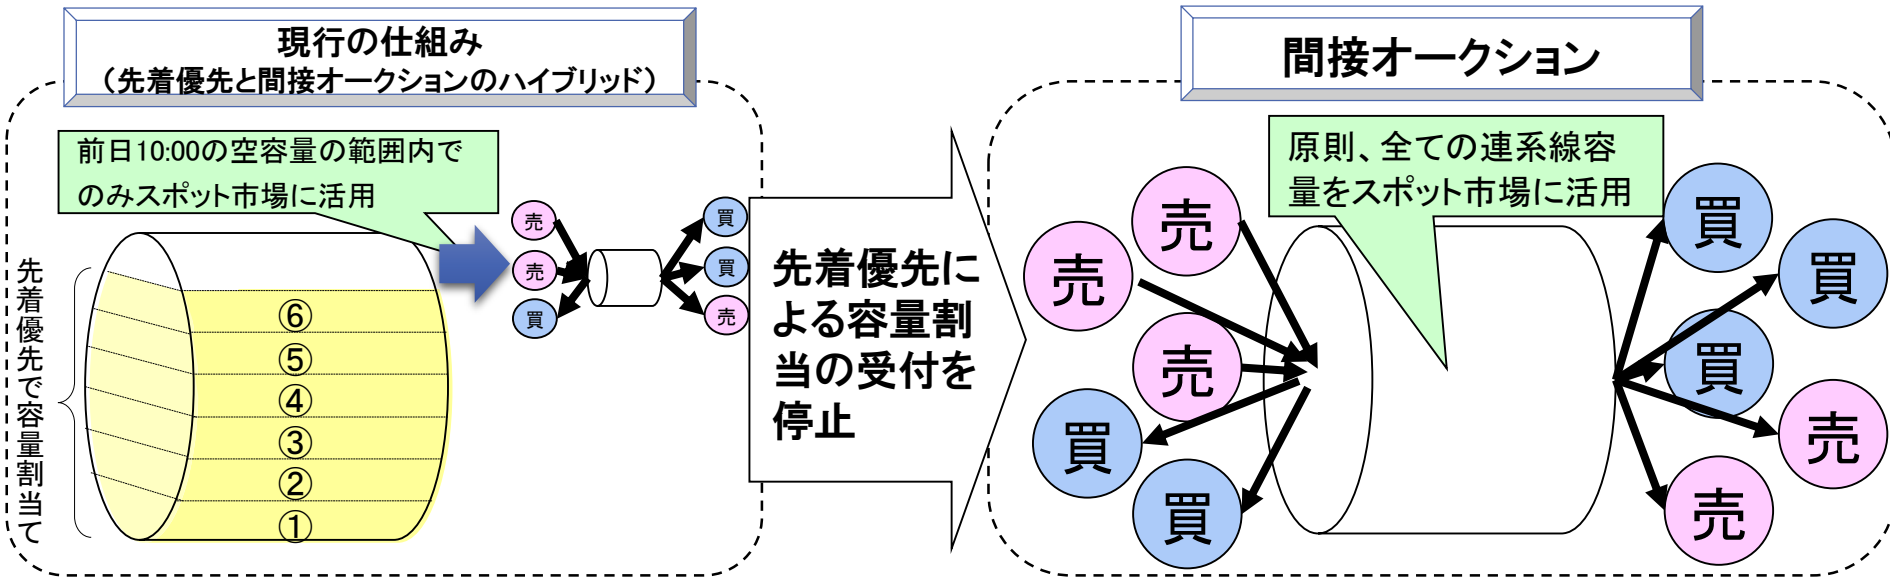 現行の仕組み
（先着優先と間接オークションのハイブリッド）
前日10:00の空容量の範囲内で
のみスポット市場に活用
先着優先で容量割当て
⑥
⑤
④
③
②
①
売
売
買
買
買
売
先着優先に
よる容量割
当の受付を
停止
間接オークション
原則、全ての連系線容
量をスポット市場に活用
売
売
売
買
買
買
買
買
売
売